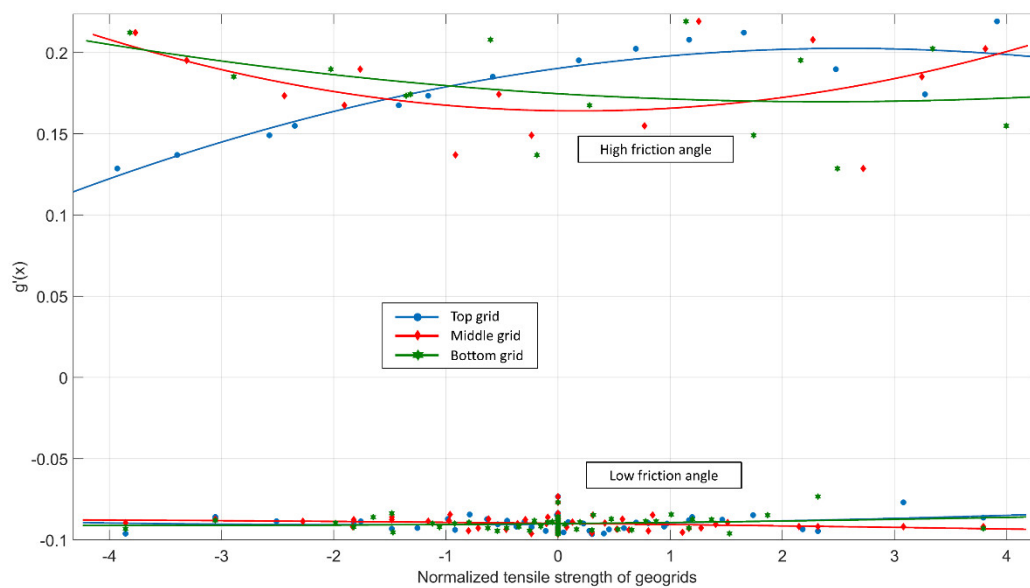 0.2
0.15
High friction angle
0.1
g'(x)
0.05
Top grid
Middle grid
Bottom grid
0
-0.05
Low friction angle
-0.1
-4 -3 -2 -1 0 1 2 3 4
Normalized tensile strength of geogrids